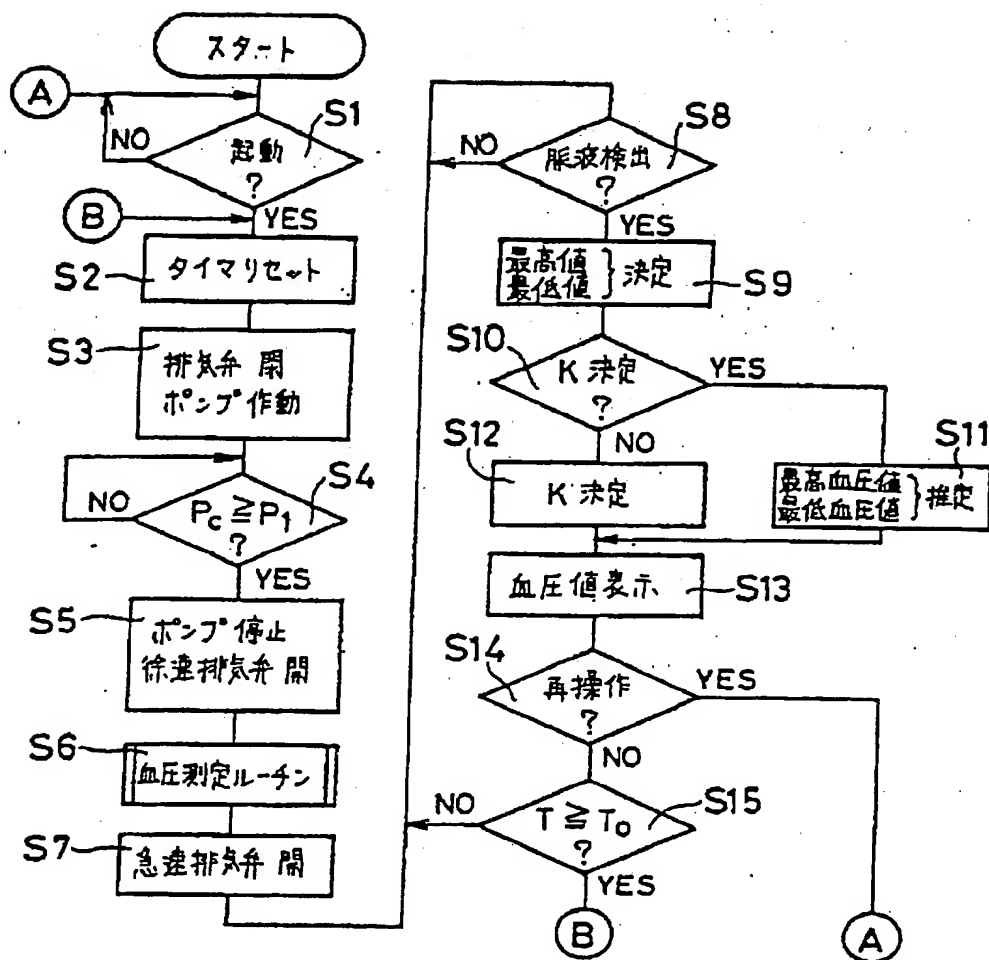 スタート
A
S1
NO
起動
?
B
YES
S2
タイマリセット
S3
排気弁 閉
ポンプ作動
S4
NO
Pc≧P1
?
YES
S5
ポンプ停止
徐速排気弁 開
S6
血圧測定ルーチン
S7
急速排気弁 開
S8
NO
脈波検出
?
YES
最高値
最低値 } 決定
S9
S10
K 決定
?
YES
NO
S12
K 決定
S11
最高血圧値
最低血圧値 } 推定
血圧値表示
S13
S14
再操作
?
YES
NO
NO
T≧To
?
S15
YES
B
A